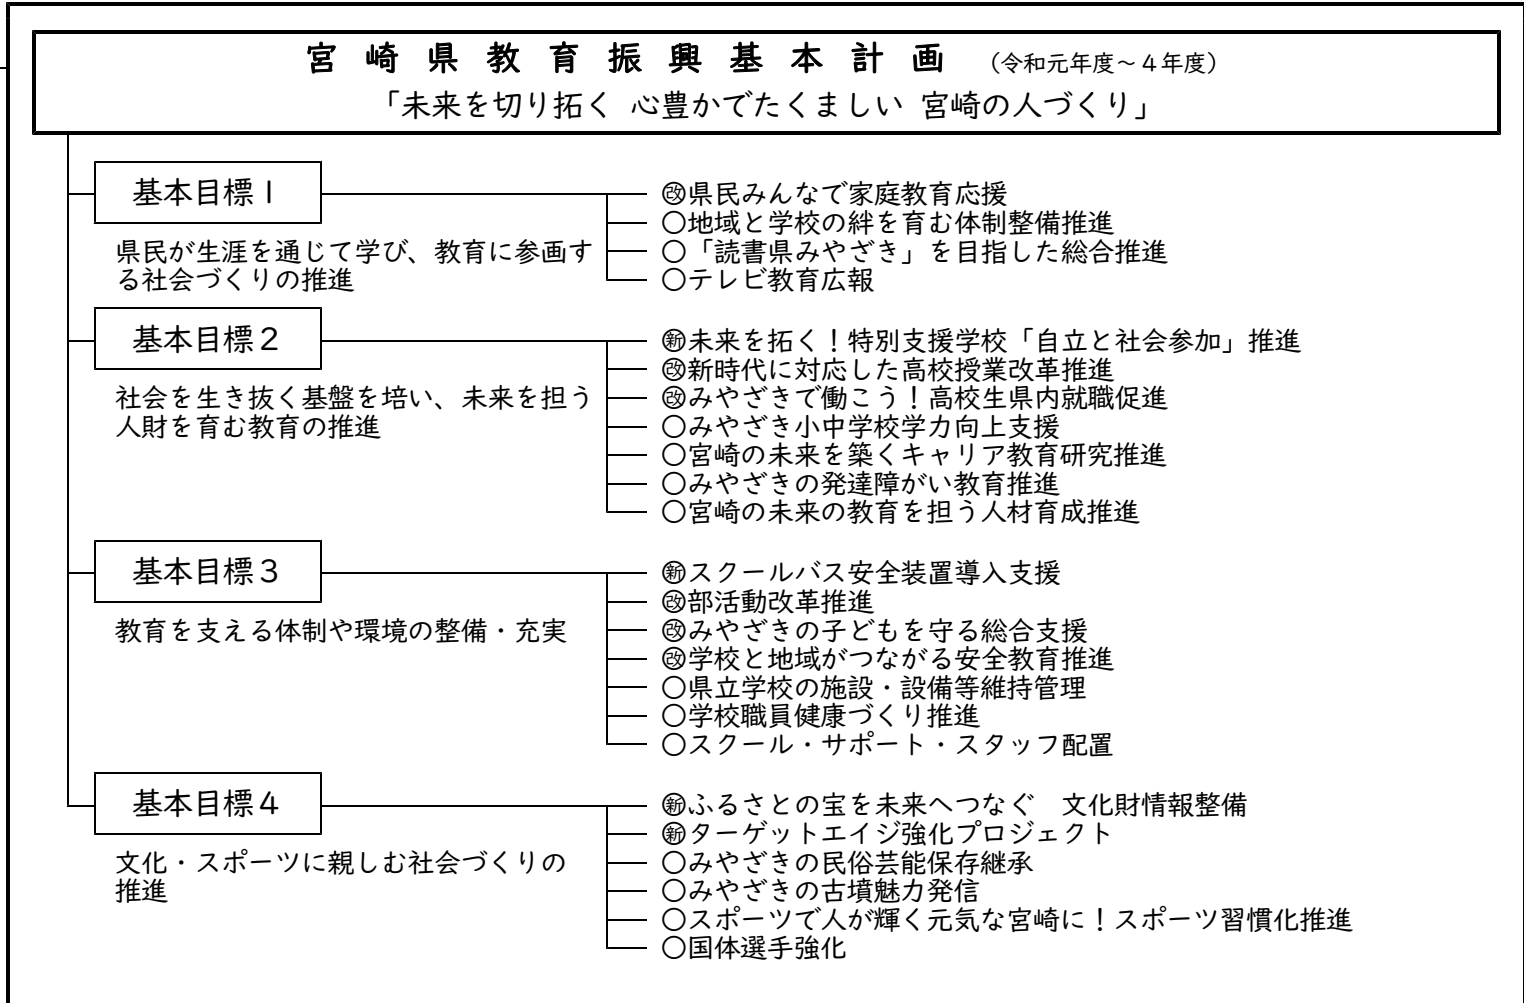 宮崎県教育振興基本計画 （令和元年度～４年度）
「未来を切り拓く 心豊かでたくましい 宮崎の人づくり」
基本目標１
県民が生涯を通じて学び、教育に参画す
る社会づくりの推進
㊢県民みんなで家庭教育応援
○地域と学校の絆を育む体制整備推進
○「読書県みやざき」を目指した総合推進
○テレビ教育広報
基本目標２
社会を生き抜く基盤を培い、未来を担う
人財を育む教育の推進
新未来を拓く！特別支援学校「自立と社会参加」推進
改新時代に対応した高校授業改革推進
改みやざきで働こう！高校生県内就職促進
○みやざき小中学校学力向上支援
○宮崎の未来を築くキャリア教育研究推進
○みやざきの発達障がい教育推進
○宮崎の未来の教育を担う人材育成推進
基本目標３
教育を支える体制や環境の整備・充実
新スクールバス安全装置導入支援
改部活動改革推進
改みやざきの子どもを守る総合支援
改学校と地域がつながる安全教育推進
○県立学校の施設・設備等維持管理
○学校職員健康づくり推進
○スクール・サポート・スタッフ配置
基本目標４
文化・スポーツに親しむ社会づくりの
推進
新ふるさとの宝を未来へつなぐ　文化財情報整備
新ターゲットエイジ強化プロジェクト
○みやざきの民俗芸能保存継承
○みやざきの古墳魅力発信
○スポーツで人が輝く元気な宮崎に！スポーツ習慣化推進
○国体選手強化